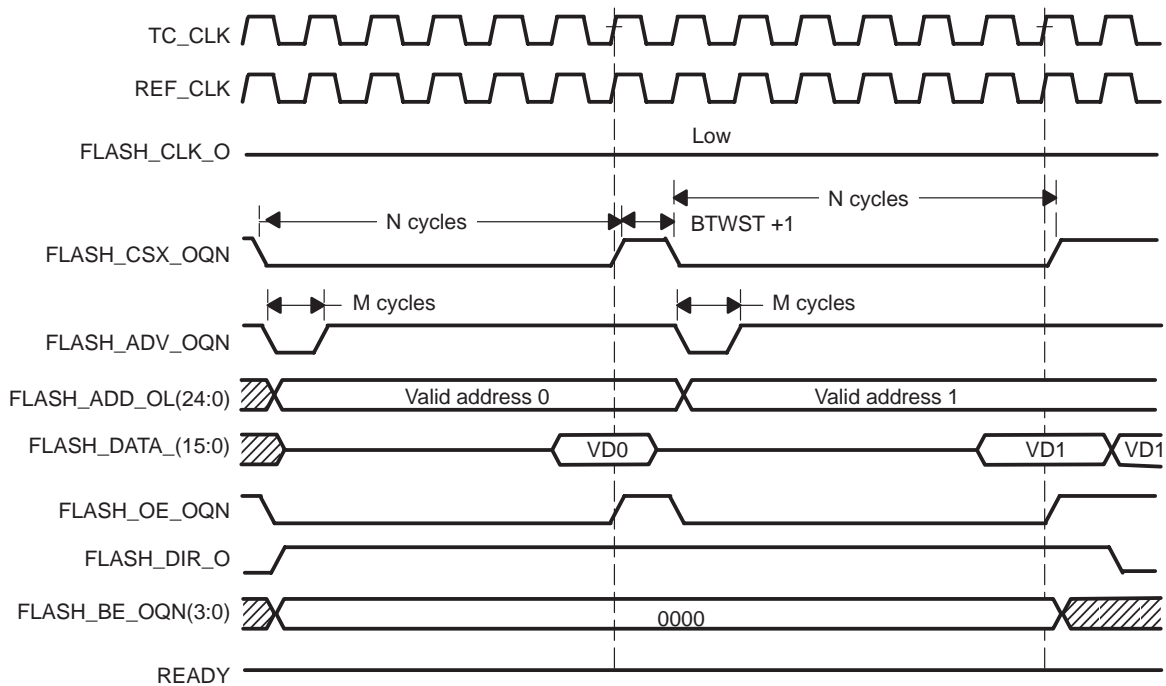 TC_CLK
REF_CLK
FLASH_CLK_O
Low
N cycles
N cycles
BTWST +1
FLASH_CSX_OQN
M cycles
M cycles
FLASH_ADV_OQN
FLASH_ADD_OL(24:0)
Valid address 0
Valid address 1
FLASH_DATA_(15:0)
VD0
VD1
VD1
FLASH_OE_OQN
FLASH_DIR_O
FLASH_BE_OQN(3:0)
0000
READY